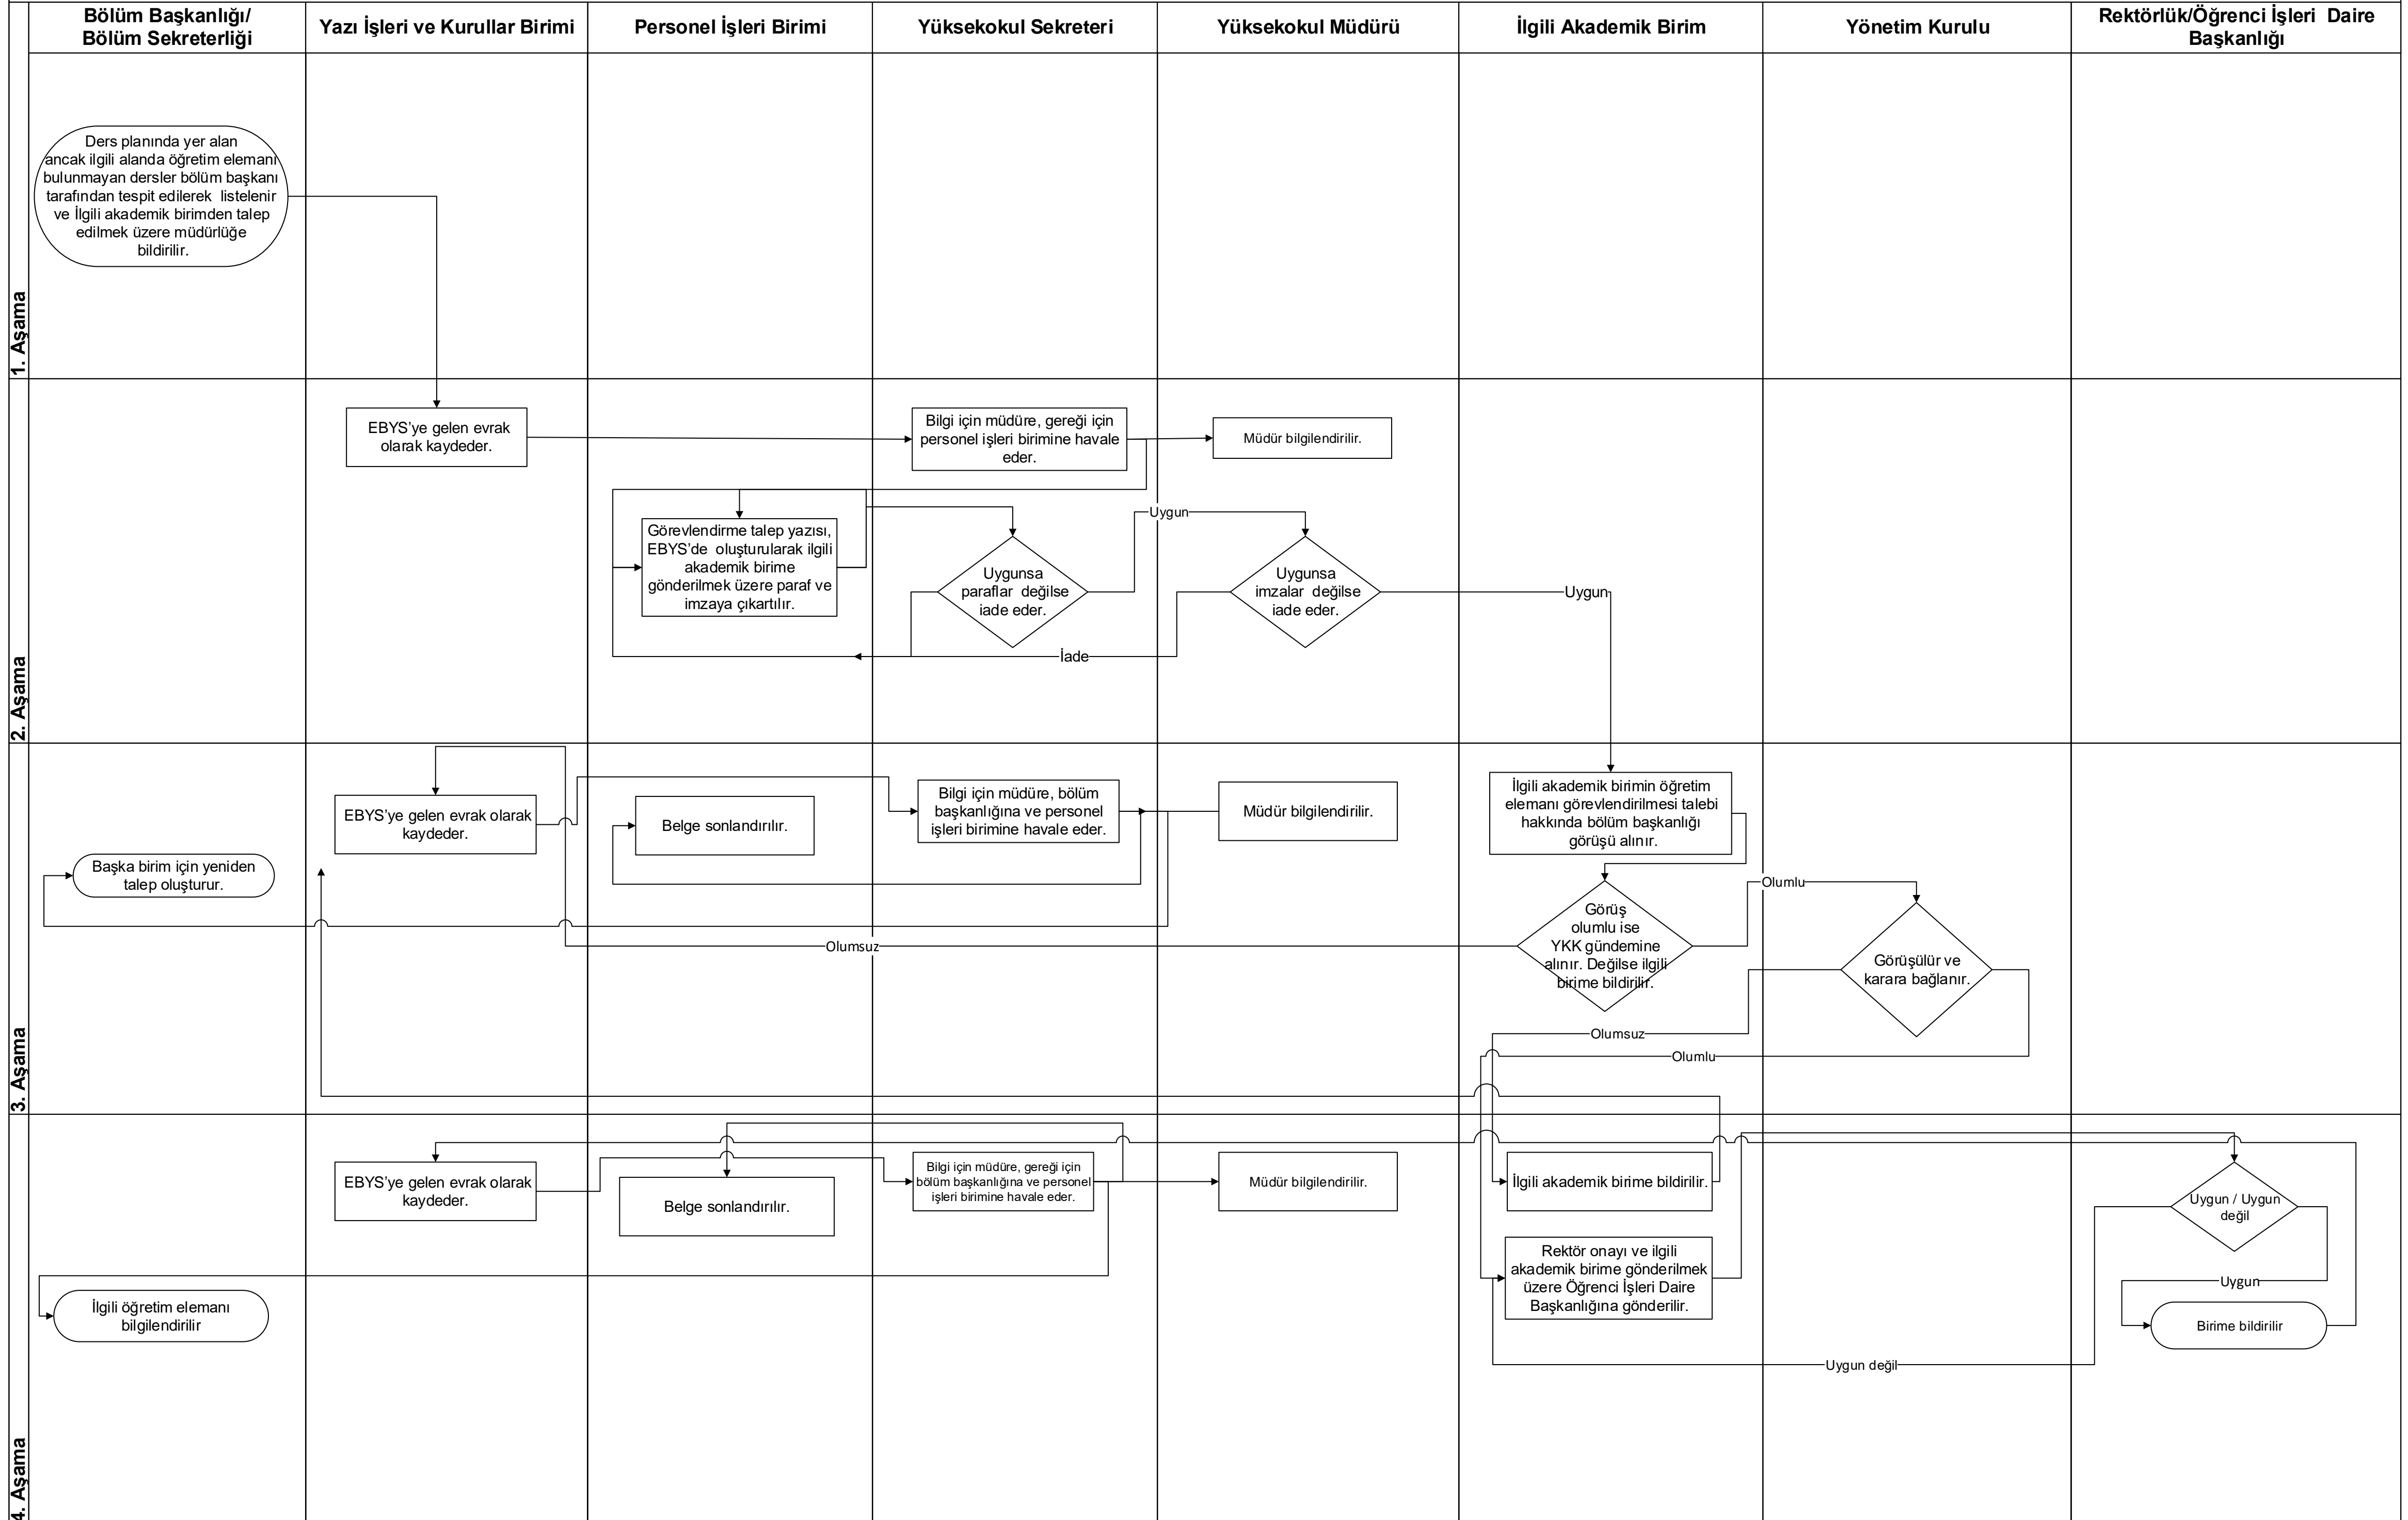 Bölüm Başkanlığı/
Bölüm Sekreterliği
Yazı İşleri ve Kurullar Birimi
Personel İşleri Birimi
Yüksekokul Sekreteri
Yüksekokul Müdürü
İlgili Akademik Birim
Yönetim Kurulu
Rektörlük/Öğrenci İşleri Daire
Başkanlığı
1. Aşama
Ders planında yer alan
ancak ilgili alanda öğretim elemanı
bulunmayan dersler bölüm başkanı
tarafından tespit edilerek listelenir
ve İlgili akademik birimden talep
edilmek üzere müdürlüğe
bildirilir.
2. Aşama
EBYS’ye gelen evrak
olarak kaydeder.
Bilgi için müdüre, gereği için
personel işleri birimine havale
eder.
Müdür bilgilendirilir.
Görevlendirme talep yazısı,
EBYS’de oluşturularak ilgili
akademik birime
gönderilmek üzere paraf ve
imzaya çıkartılır.
Uygunsa
paraflar değilse
iade eder.
Uygun
Uygunsa
imzalar değilse
iade eder.
Uygun
İade
3. Aşama
EBYS’ye gelen evrak olarak
kaydeder.
Belge sonlandırılır.
Bilgi için müdüre, bölüm
başkanlığına ve personel
işleri birimine havale eder.
Müdür bilgilendirilir.
İlgili akademik birimin öğretim
elemanı görevlendirilmesi talebi
hakkında bölüm başkanlığı
görüşü alınır.
Başka birim için yeniden
talep oluşturur.
Olumlu
Görüş
olumlu ise
YKK gündemine
alınır. Değilse ilgili
birime bildirilir.
Olumsuz
Görüşülür ve
karara bağlanır.
Olumsuz
Olumlu
4. Aşama
EBYS’ye gelen evrak olarak
kaydeder.
Belge sonlandırılır.
Bilgi için müdüre, gereği için
bölüm başkanlığına ve personel
işleri birimine havale eder.
Müdür bilgilendirilir.
İlgili akademik birime bildirilir.
Uygun / Uygun
değil
Rektör onayı ve ilgili
akademik birime gönderilmek
üzere Öğrenci İşleri Daire
Başkanlığına gönderilir.
Uygun
İlgili öğretim elemanı
bilgilendirilir
Birime bildirilir
Uygun değil